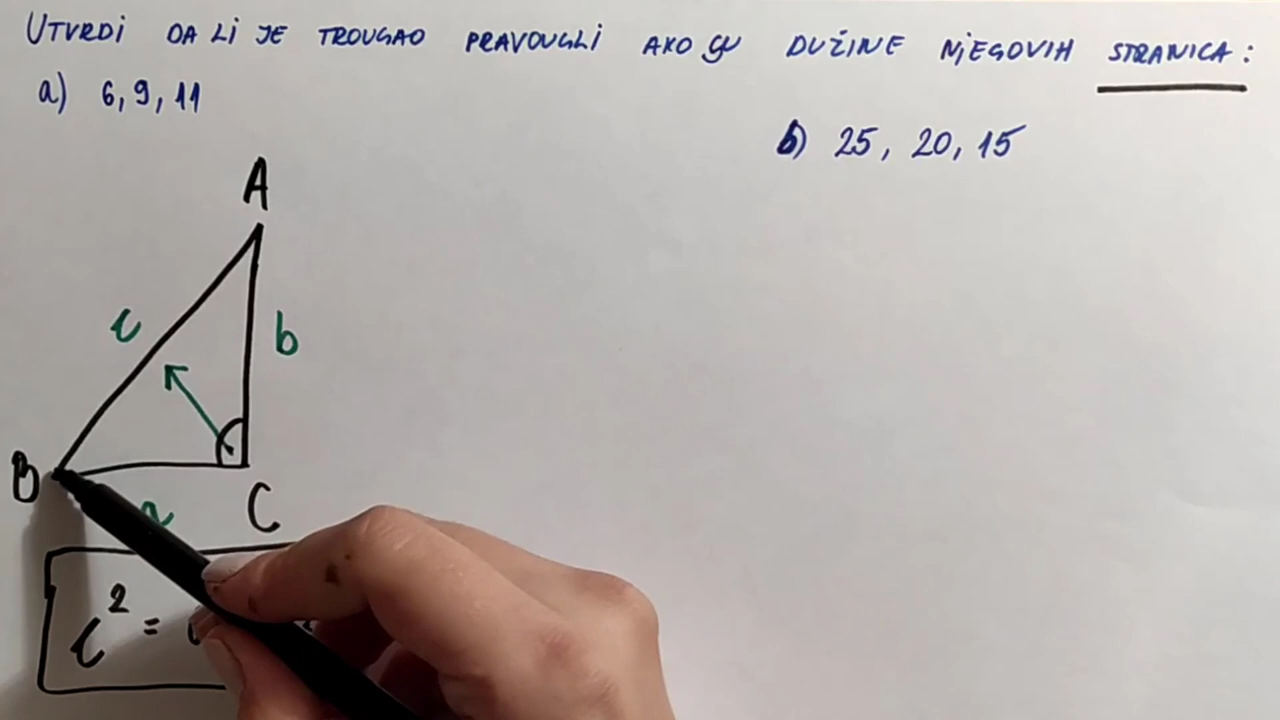 UTVRDI DA LI JE TROUGAO PRAVOUGLI AKO SU DUŽINE NJEGOVIH STRANICA:
a) 6, 9, 11
b) 25, 20, 15
A
c
b
B
a
C
c² =